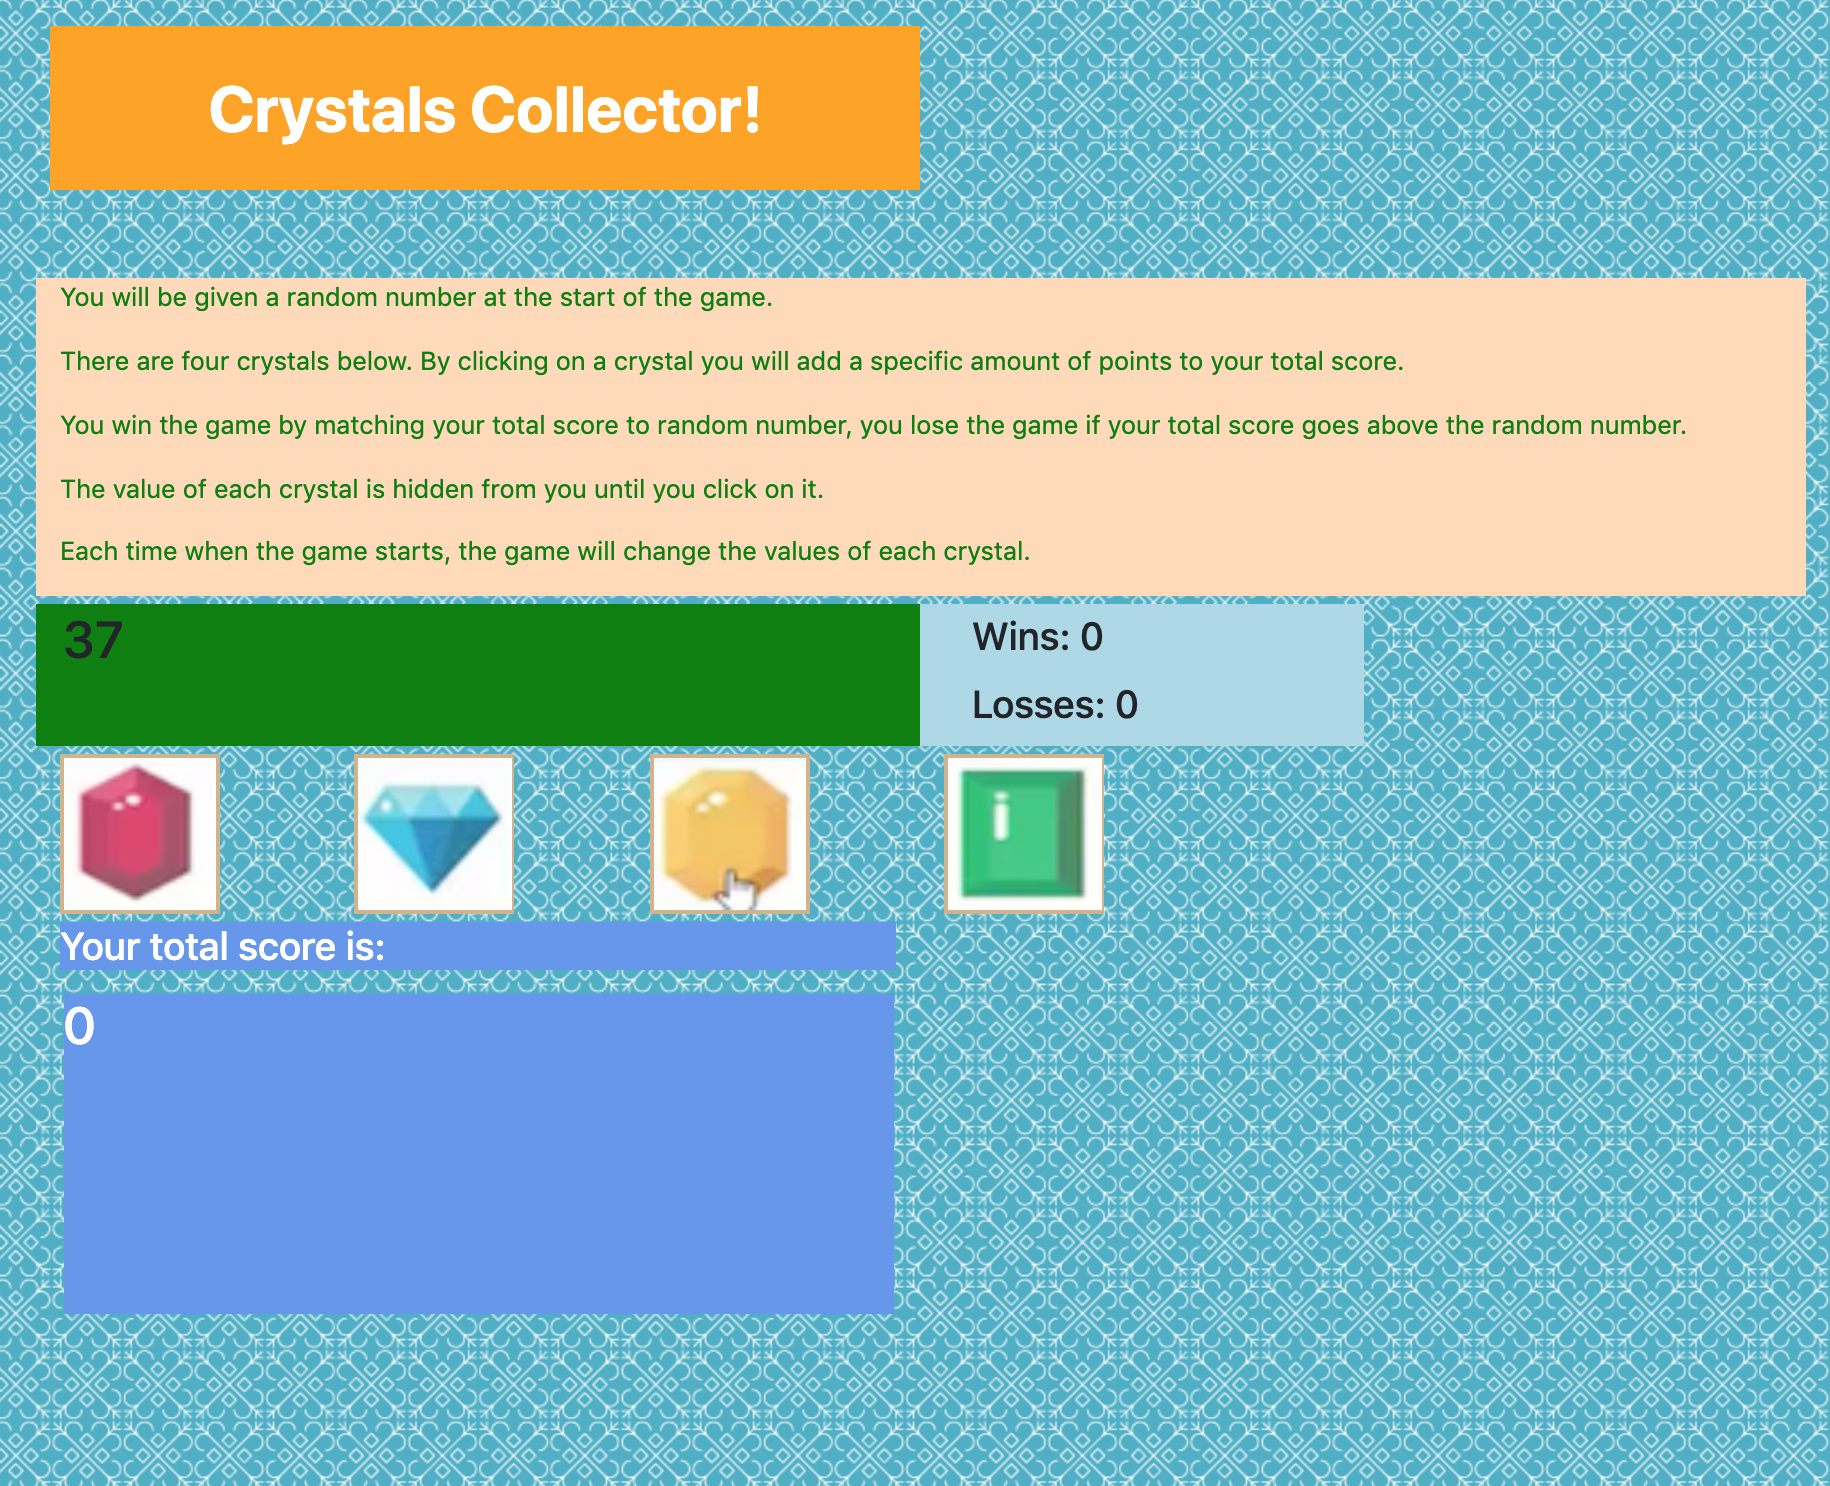 Crystals Collector!
You will be given a random number at the start of the game.
There are four crystals below. By clicking on a crystal you will add a specific amount of points to your total score.
You win the game by matching your total score to random number, you lose the game if your total score goes above the random number.
The value of each crystal is hidden from you until you click on it.
Each time when the game starts, the game will change the values of each crystal.
37
Wins: 0
Losses: 0
Your total score is:
0